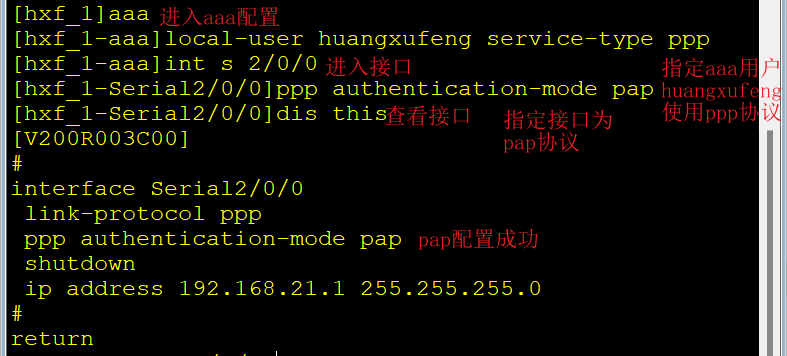 [hxf_1]aaa 进入aaa配置
[hxf_1-aaa]local-user huangxufeng service-type ppp
[hxf_1-aaa]int s 2/0/0 进入接口
[hxf_1-Serial2/0/0]ppp authentication-mode pap
[hxf_1-Serial2/0/0]dis this查看接口
指定aaa用户
huangxufeng
使用ppp协议
指定接口为
pap协议
[V200R003C00]
#
interface Serial2/0/0
link-protocol ppp
ppp authentication-mode pap pap配置成功
shutdown
ip address 192.168.21.1 255.255.255.0
#
return